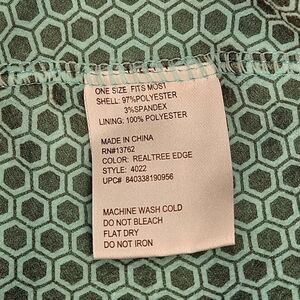 ONE SIZE FITS MOST
SHELL: 97%POLYESTER
3%SPANDEX
LINING; 100% POLYESTER
MADE IN CHINA
RN#13762
COLOR: REALTREE EDGE
STYLE: 4022
UPC# 840338190956
MACHINE WASH COLD
DO NOT BLEACH
FLAT DRY
DO NOT IRON